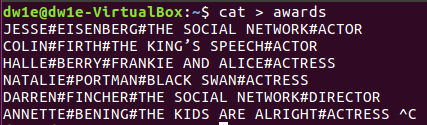 dw1e@dw1e-VirtualBox:~$ cat > awards
JESSE#EISENBERG#THE SOCIAL NETWORK#ACTOR
COLIN#FIRTH#THE KING’S SPEECH#ACTOR
HALLE#BERRY#FRANKIE AND ALICE#ACTRESS
NATALIE#PORTMAN#BLACK SWAN#ACTRESS
DARREN#FINCHER#THE SOCIAL NETWORK#DIRECTOR
ANNETTE#BENING#THE KIDS ARE ALRIGHT#ACTRESS ^C